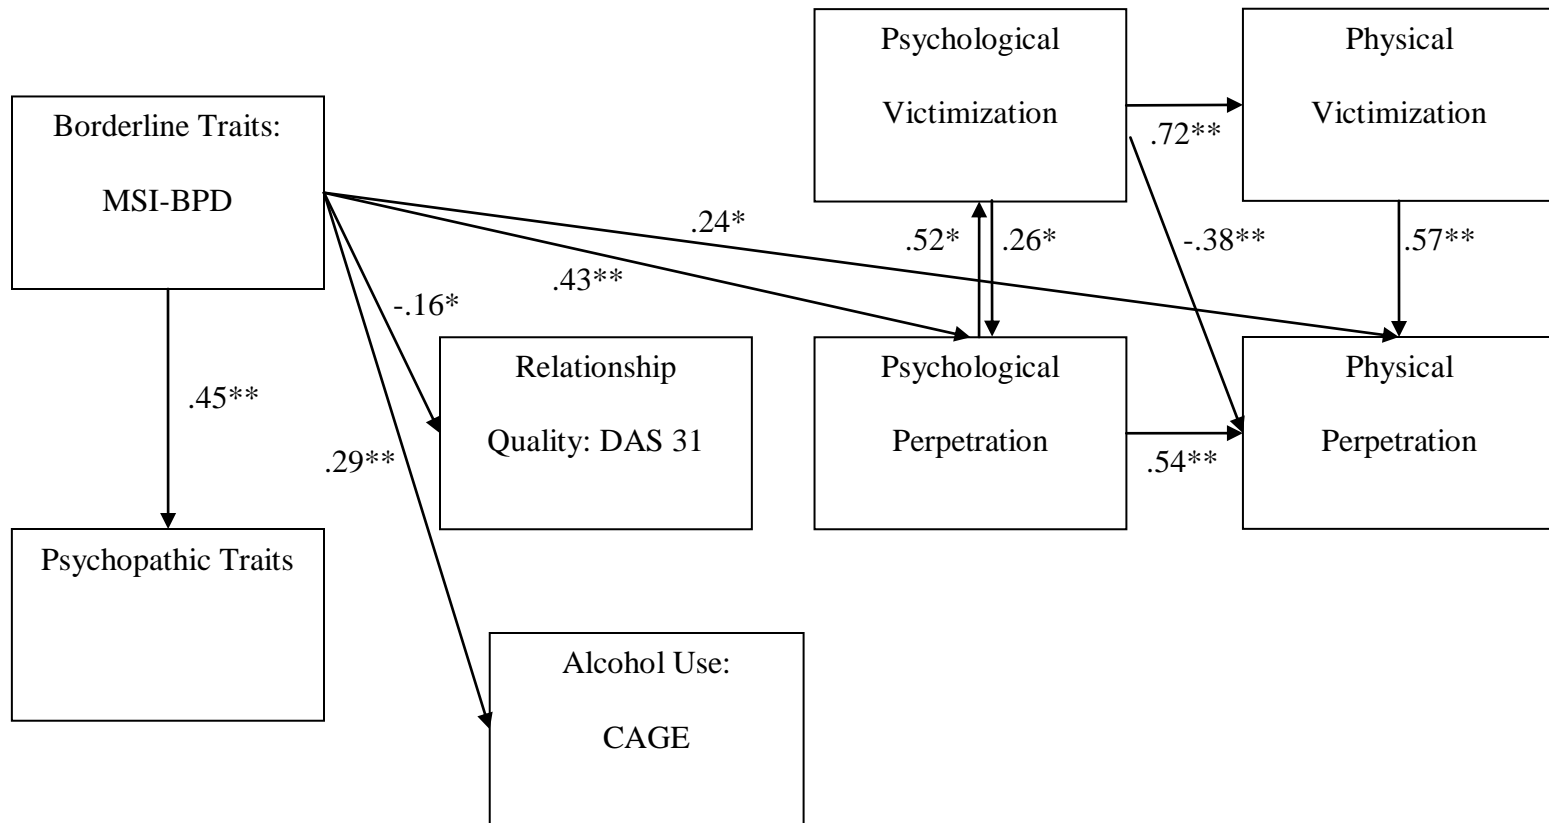 Psychological
Victimization
Physical
Victimization
Borderline Traits:
MSI-BPD
.72**
.24*
.52*
.26*
-.38**
.57**
.43**
-.16*
Relationship
Quality: DAS 31
Psychological
Perpetration
Physical
Perpetration
.45**
.29**
.54**
Psychopathic Traits
Alcohol Use:
CAGE